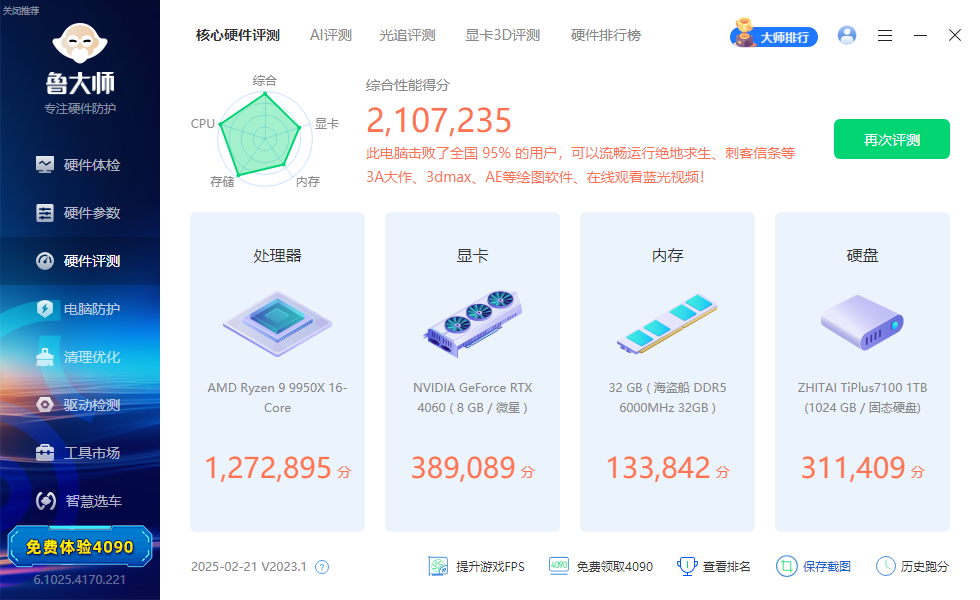 关闭推荐
鲁大师
专注硬件防护
硬件体检
硬件参数
硬件评测
电脑防护
清理优化
驱动检测
工具市场
智慧选车
免费体验4090
6.1025.4170.221
核心硬件评测
AI评测
光追评测
显卡3D评测
硬件排行榜
大师排行
综合
CPU
显卡
存储
内存
综合性能得分
2,107,235
此电脑击败了全国 95% 的用户，可以流畅运行绝地求生、刺客信条等
3A大作、3dmax、AE等绘图软件、在线观看蓝光视频!
再次评测
处理器
AMD Ryzen 9 9950X 16-
Core
1,272,895 分
显卡
NVIDIA GeForce RTX
4060 ( 8 GB / 微星 )
389,089 分
内存
32 GB ( 海盗船 DDR5
6000MHz 32GB )
133,842 分
硬盘
ZHITAI TiPlus7100 1TB
(1024 GB / 固态硬盘)
311,409 分
2025-02-21 V2023.1 ?
提升游戏FPS
4090
免费领取4090
1
查看排名
保存截图
历史跑分